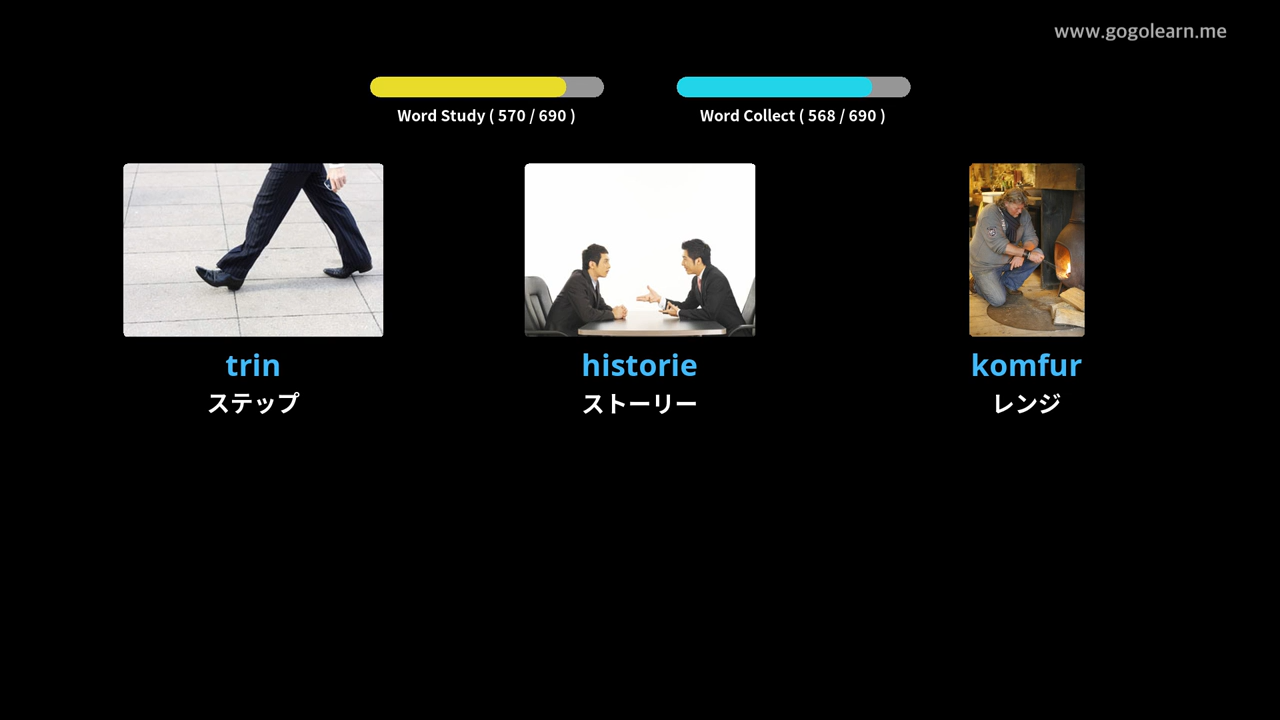 www.gogolearn.me
Word Study ( 570 / 690 )
Word Collect ( 568 / 690 )
trin
ステップ
historie
ストーリー
komfur
レンジ